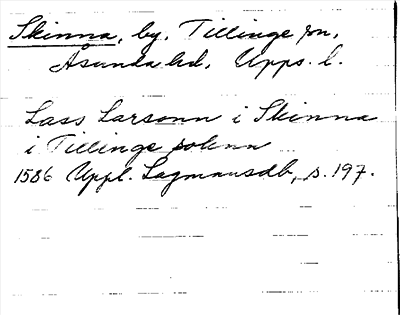 Skinna, by. Tillinge sn,
Åsunda hd, Upps. l.
Lass Larsonn i Skinna
i Tillinge soknn
1586 Uppl. Lagmansdb, s. 197.